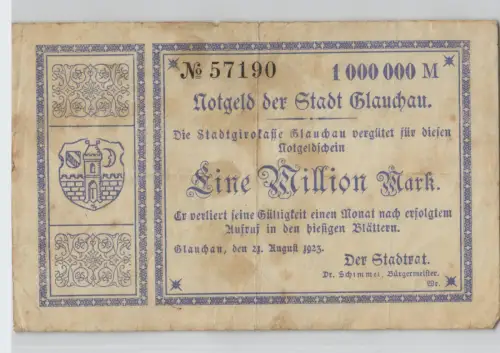 № 57190 1 000 000 M
Notgeld der Stadt Glauchau.
Die Stadtgirokasse Glauchau vergütet für diesen
Notgeldschein
Eine Million Mark.
Er verliert seine Gültigkeit einen Monat nach erfolgtem
Aufruf in den hiesigen Blättern.
Glauchau, den 21. August 1923.
Der Stadtrat.
Dr. Schimmel, Bürgermeister.
Wr.